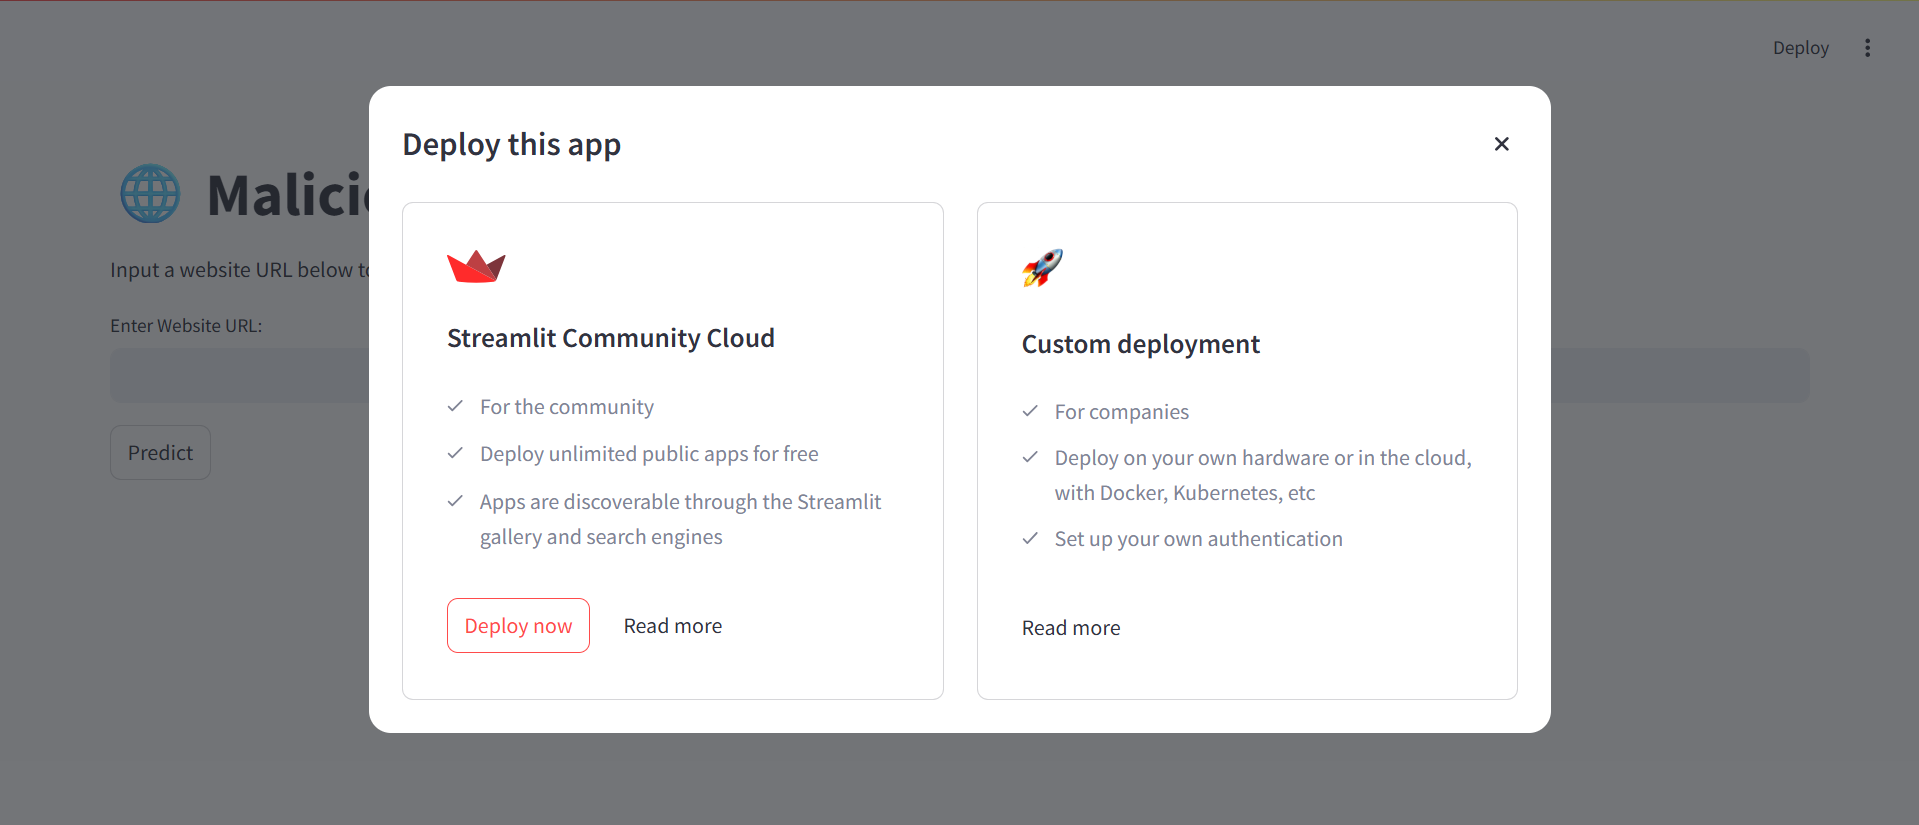 Deploy
Deploy this app
Input a website URL below
Enter Website URL:
Predict
Streamlit Community Cloud
For the community
Deploy unlimited public apps for free
Apps are discoverable through the Streamlit
gallery and search engines
Deploy now
Read more
Custom deployment
For companies
Deploy on your own hardware or in the cloud,
with Docker, Kubernetes, etc
Set up your own authentication
Read more